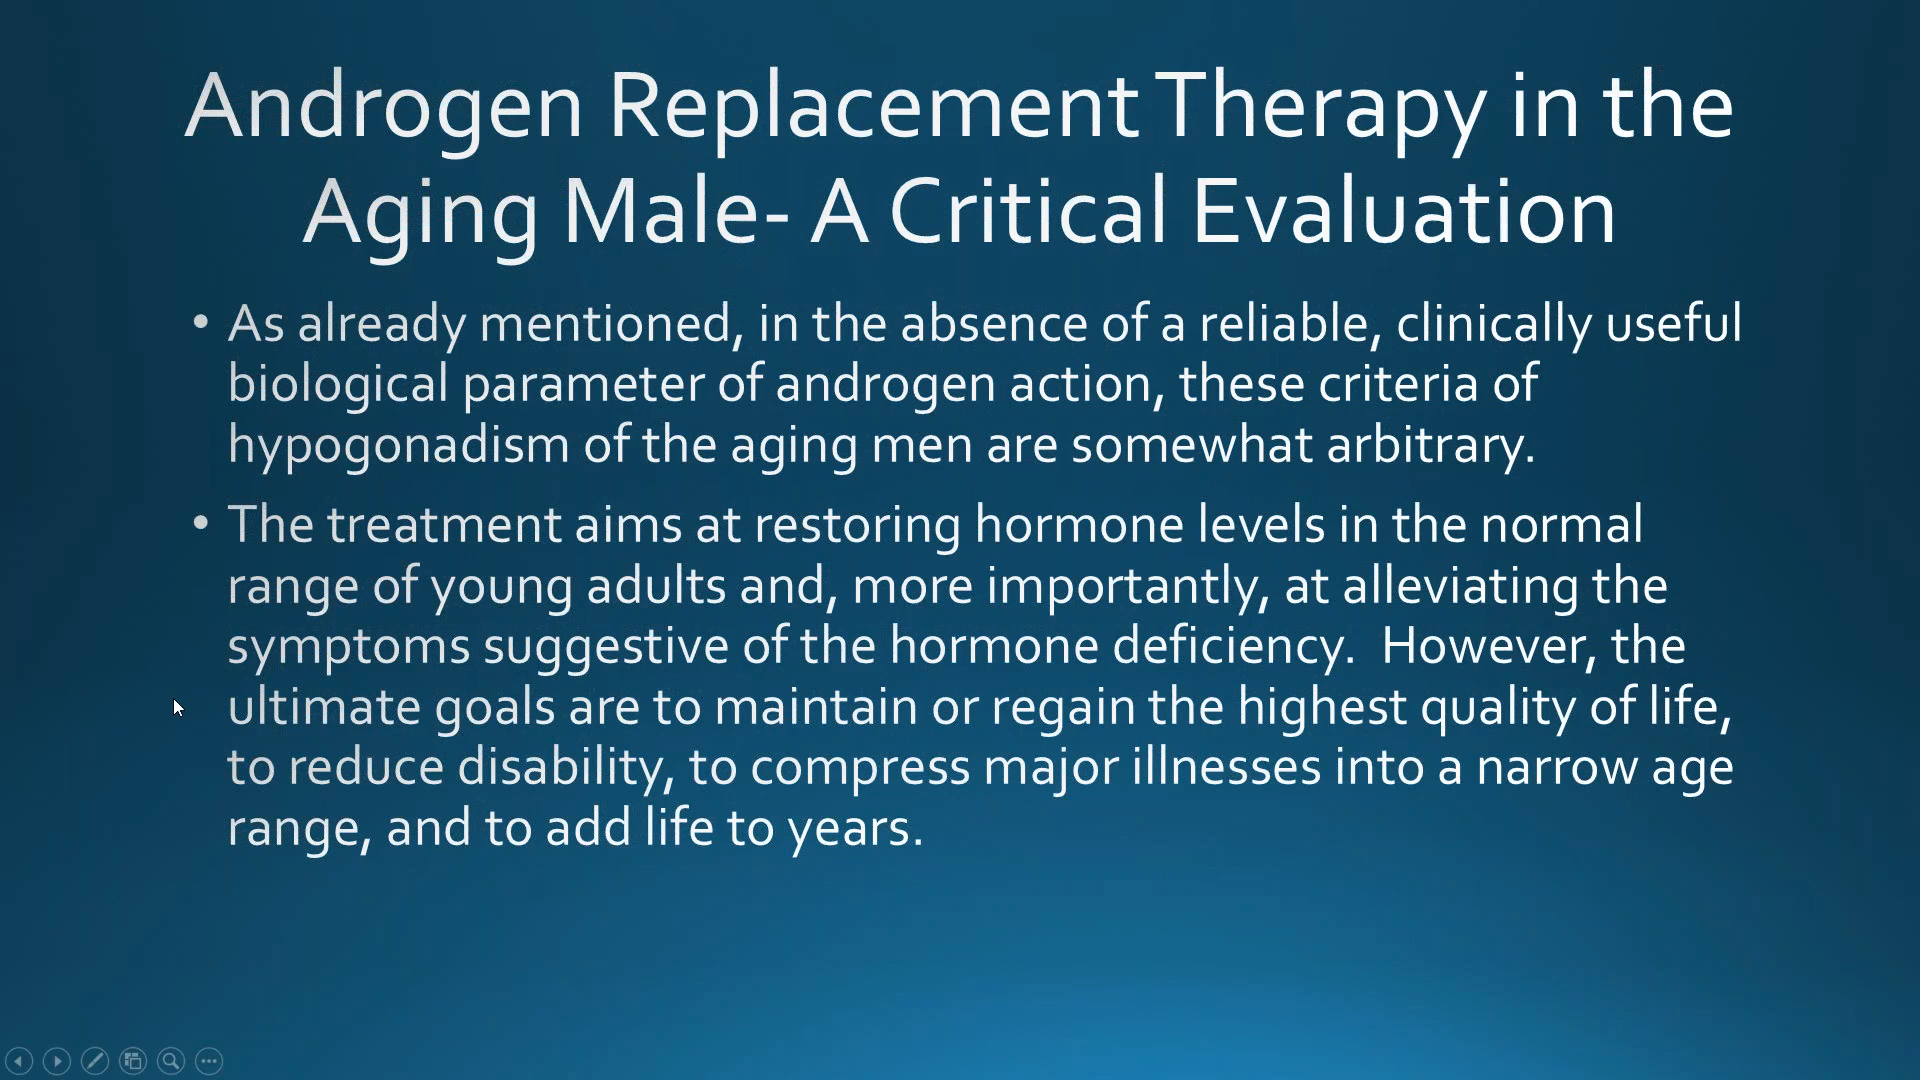 Androgen Replacement Therapy in the
Aging Male- A Critical Evaluation
• As already mentioned, in the absence of a reliable, clinically useful
biological parameter of androgen action, these criteria of
hypogonadism of the aging men are somewhat arbitrary.
• The treatment aims at restoring hormone levels in the normal
range of young adults and, more importantly, at alleviating the
symptoms suggestive of the hormone deficiency.  However, the
ultimate goals are to maintain or regain the highest quality of life,
to reduce disability, to compress major illnesses into a narrow age
range, and to add life to years.